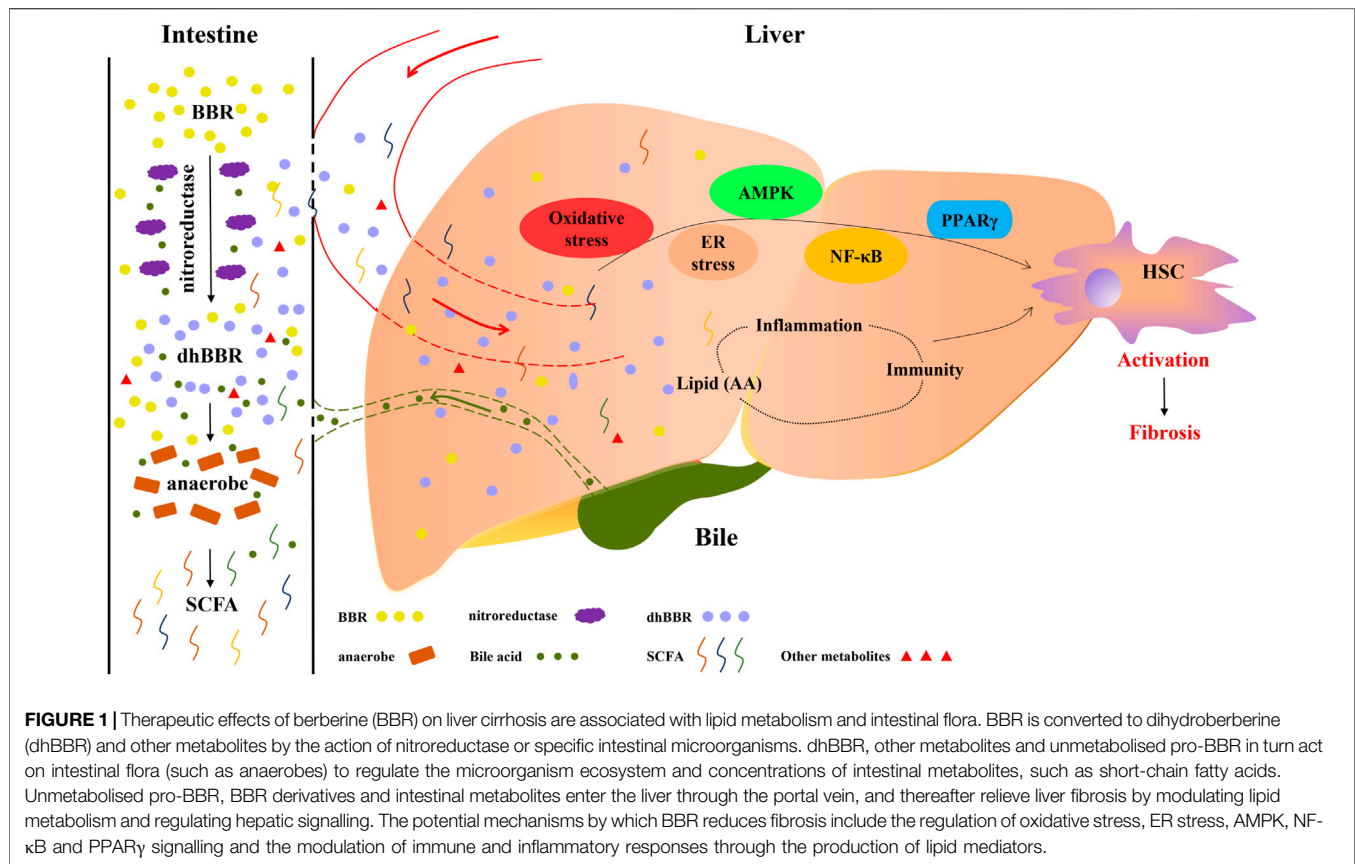 Intestine
Liver
BBR
nitroreductase
dhBBR
anaerobe
SCFA
Oxidative
stress
AMPK
ER
stress
NF-κB
PPARγ
HSC
Inflammation
Lipid (AA)
Immunity
Activation
Fibrosis
Bile
BBR
nitroreductase
dhBBR
anaerobe
Bile acid
SCFA
Other metabolites
FIGURE 1 | Therapeutic effects of berberine (BBR) on liver cirrhosis are associated with lipid metabolism and intestinal flora. BBR is converted to dihydroberberine
(dhBBR) and other metabolites by the action of nitroreductase or specific intestinal microorganisms. dhBBR, other metabolites and unmetabolised pro-BBR in turn act
on intestinal flora (such as anaerobes) to regulate the microorganism ecosystem and concentrations of intestinal metabolites, such as short-chain fatty acids.
Unmetabolised pro-BBR, BBR derivatives and intestinal metabolites enter the liver through the portal vein, and thereafter relieve liver fibrosis by modulating lipid
metabolism and regulating hepatic signalling. The potential mechanisms by which BBR reduces fibrosis include the regulation of oxidative stress, ER stress, AMPK, NF-
κB and PPARγ signalling and the modulation of immune and inflammatory responses through the production of lipid mediators.